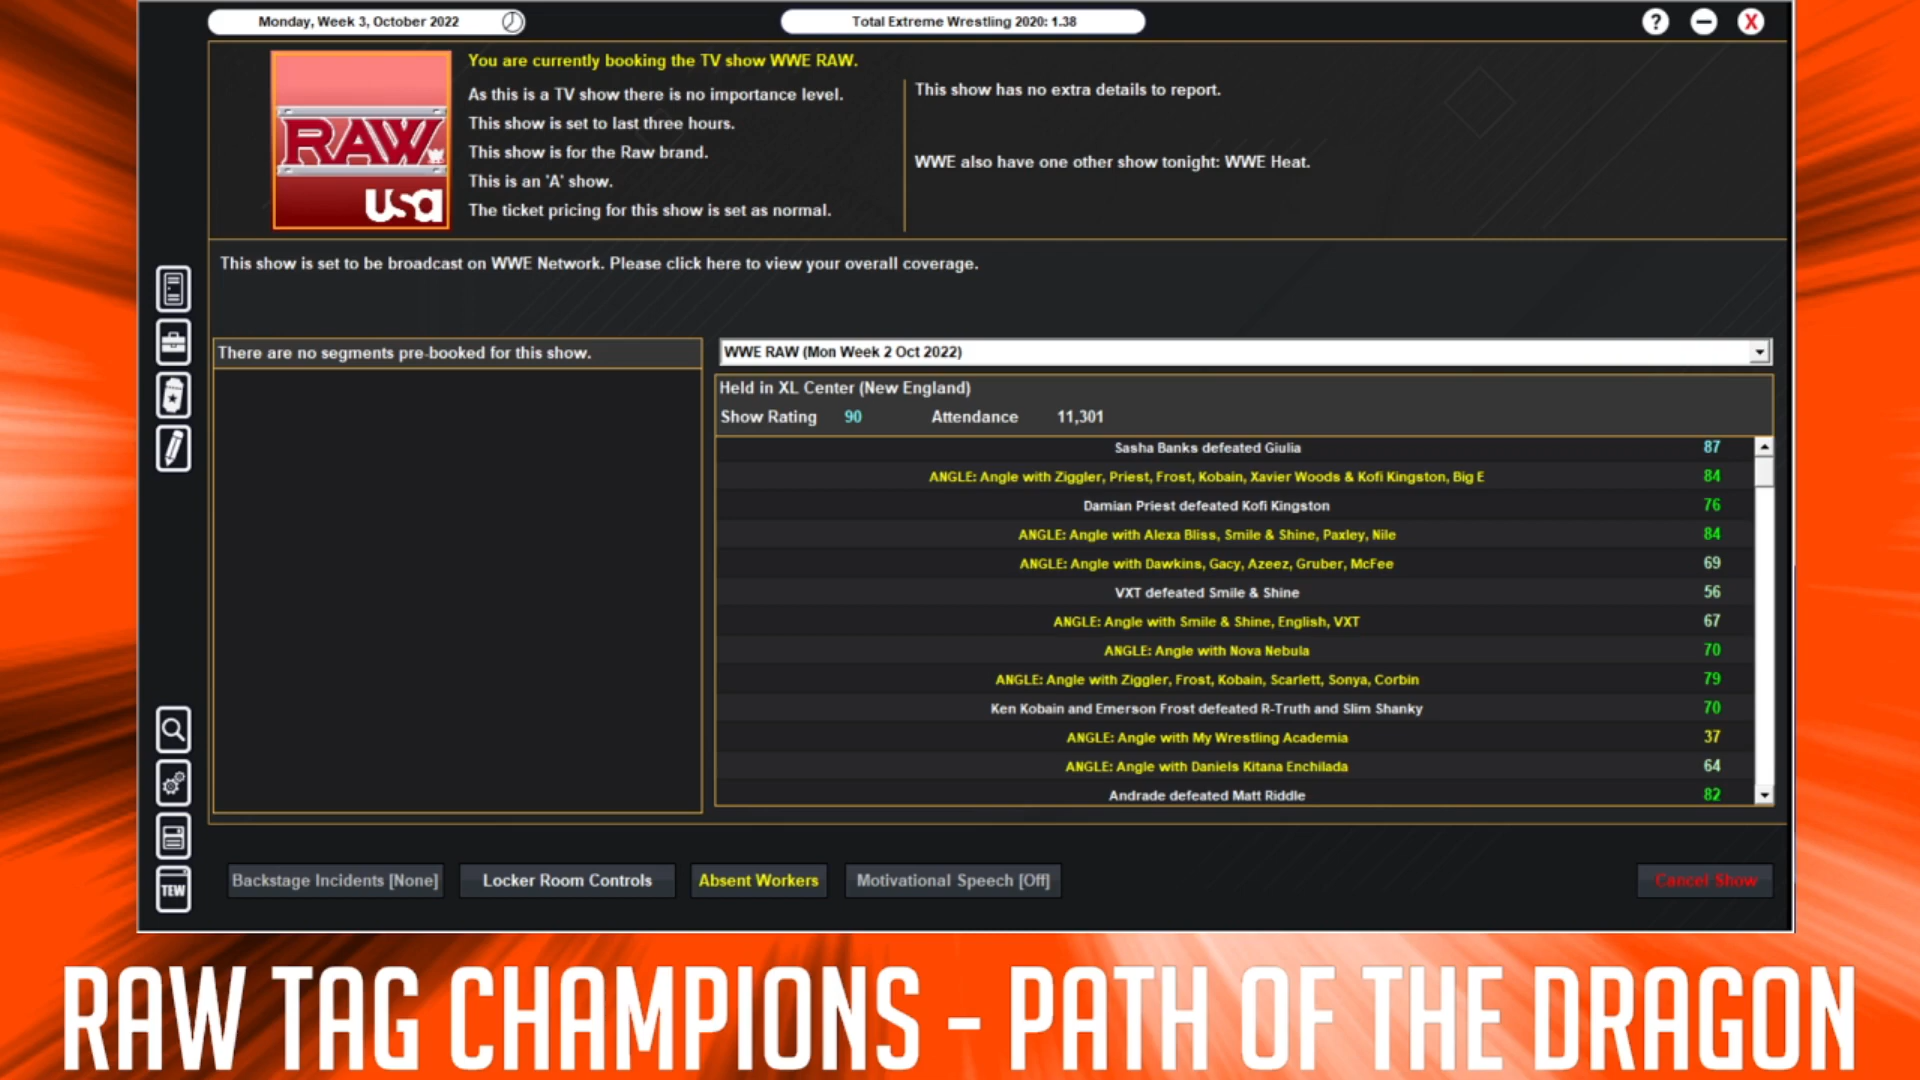 Monday, Week 3, October 2022
Total Extreme Wrestling 2020: 1.38
?
X
RAW
usa
You are currently booking the TV show WWE RAW.
As this is a TV show there is no importance level.
This show is set to last three hours.
This show is for the Raw brand.
This is an 'A' show.
The ticket pricing for this show is set as normal.
This show has no extra details to report.
WWE also have one other show tonight: WWE Heat.
This show is set to be broadcast on WWE Network. Please click here to view your overall coverage.
There are no segments pre-booked for this show.
WWE RAW (Mon Week 2 Oct 2022)
Held in XL Center (New England)
Show Rating 90 Attendance 11,301
Sasha Banks defeated Giulia 87
ANGLE: Angle with Ziggler, Priest, Frost, Kobain, Xavier Woods & Kofi Kingston, Big E 84
Damian Priest defeated Kofi Kingston 76
ANGLE: Angle with Alexa Bliss, Smile & Shine, Paxley, Nile 84
ANGLE: Angle with Dawkins, Gacy, Azeez, Gruber, McFee 69
VXT defeated Smile & Shine 56
ANGLE: Angle with Smile & Shine, English, VXT 67
ANGLE: Angle with Nova Nebula 70
ANGLE: Angle with Ziggler, Frost, Kobain, Scarlett, Sonya, Corbin 79
Ken Kobain and Emerson Frost defeated R-Truth and Slim Shanky 70
ANGLE: Angle with My Wrestling Academia 37
ANGLE: Angle with Daniels Kitana Enchilada 64
Andrade defeated Matt Riddle 82
TEW
Backstage Incidents [None]
Locker Room Controls
Absent Workers
Motivational Speech [Off]
Cancel Show
RAW TAG CHAMPIONS - PATH OF THE DRAGON